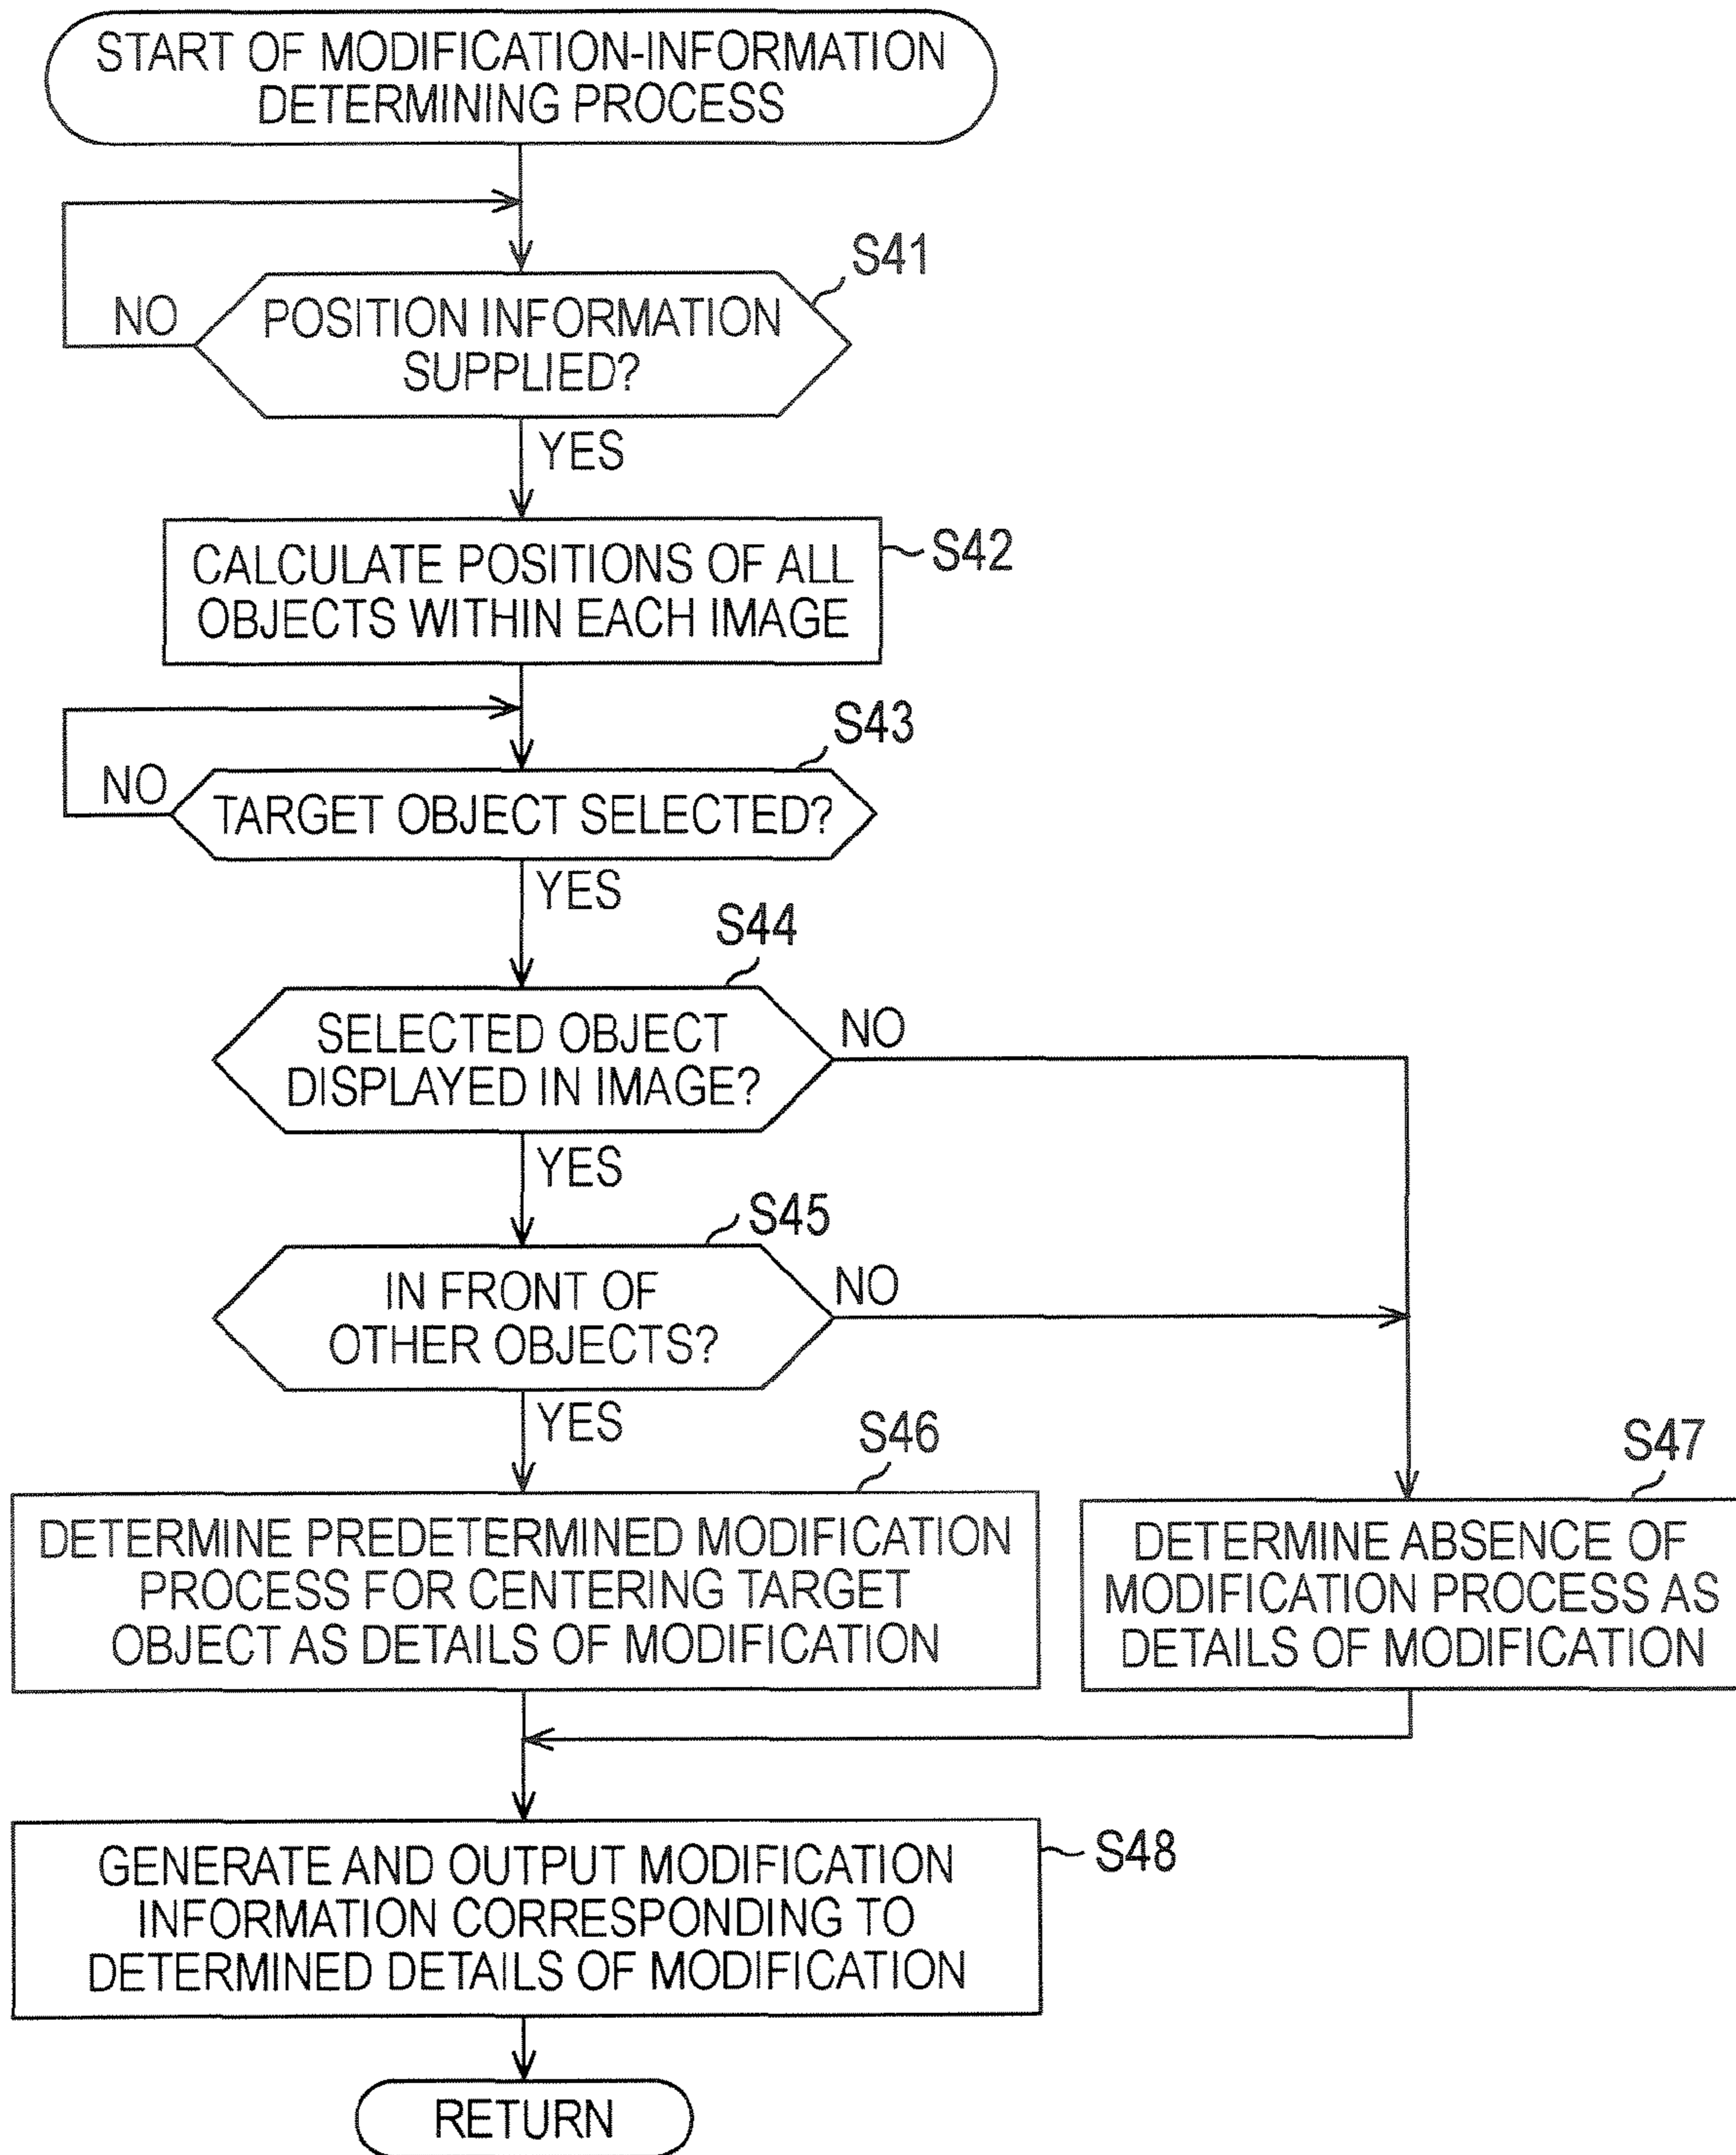 START OF MODIFICATION-INFORMATION
DETERMINING PROCESS
S41
NO
POSITION INFORMATION
SUPPLIED?
YES
S42
CALCULATE POSITIONS OF ALL
OBJECTS WITHIN EACH IMAGE
S43
NO
TARGET OBJECT SELECTED?
YES
S44
SELECTED OBJECT
DISPLAYED IN IMAGE?
NO
YES
S45
IN FRONT OF
OTHER OBJECTS?
NO
YES
S46
DETERMINE PREDETERMINED MODIFICATION
PROCESS FOR CENTERING TARGET
OBJECT AS DETAILS OF MODIFICATION
S47
DETERMINE ABSENCE OF
MODIFICATION PROCESS AS
DETAILS OF MODIFICATION
GENERATE AND OUTPUT MODIFICATION
INFORMATION CORRESPONDING TO
DETERMINED DETAILS OF MODIFICATION
S48
RETURN